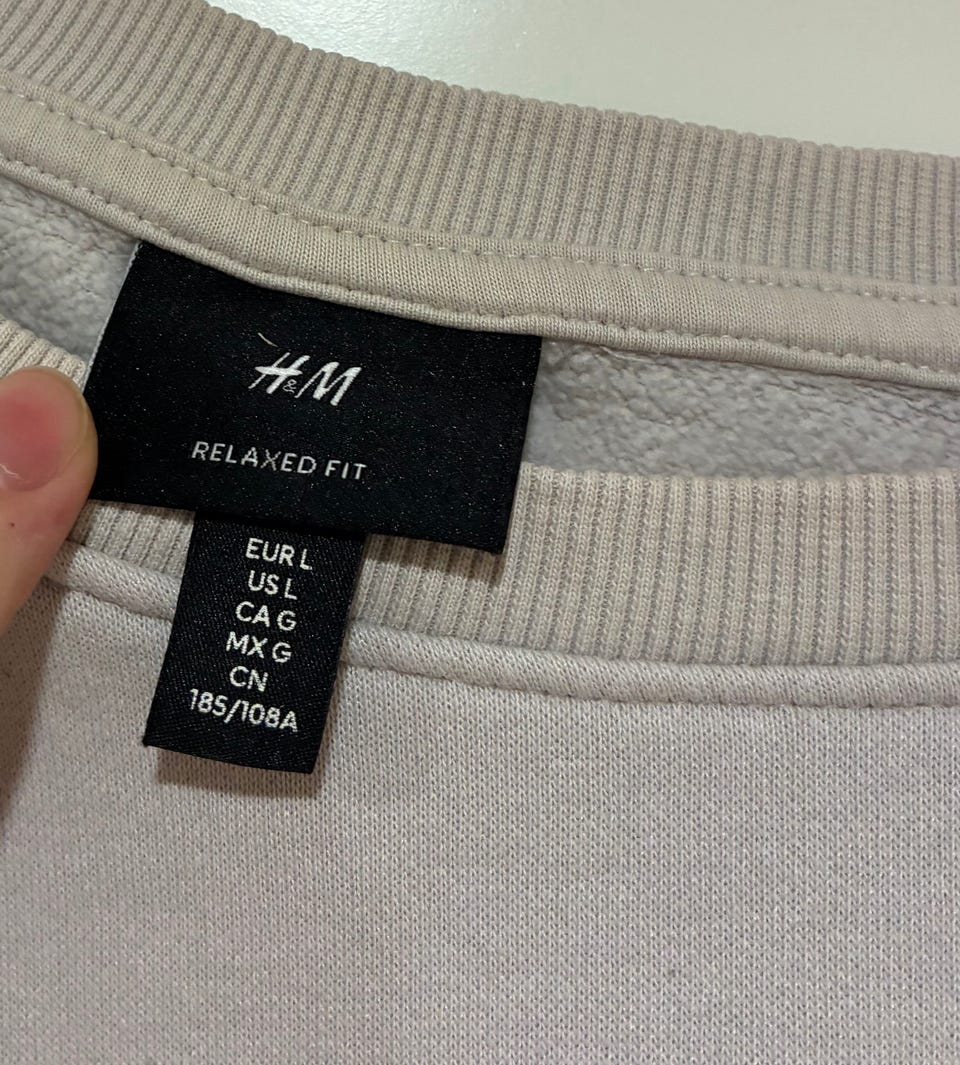 H&M
RELAXED FIT
EUR L
US L
CA G
MX G
CN
185/108A